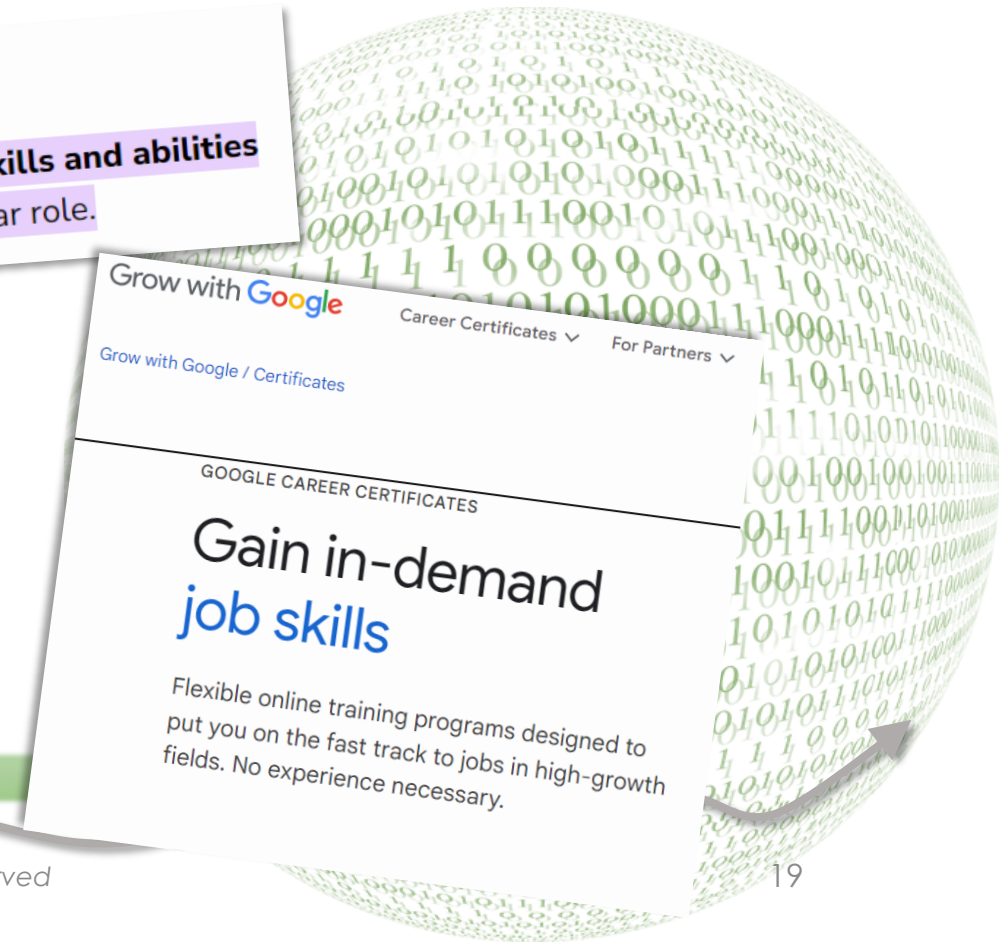 skills and abilities
ar role.
Grow with Google
Career Certificates
For Partners
Grow with Google / Certificates
GOOGLE CAREER CERTIFICATES
Gain in-demand
job skills
Flexible online training programs designed to
put you on the fast track to jobs in high-growth
fields. No experience necessary.
ved
19